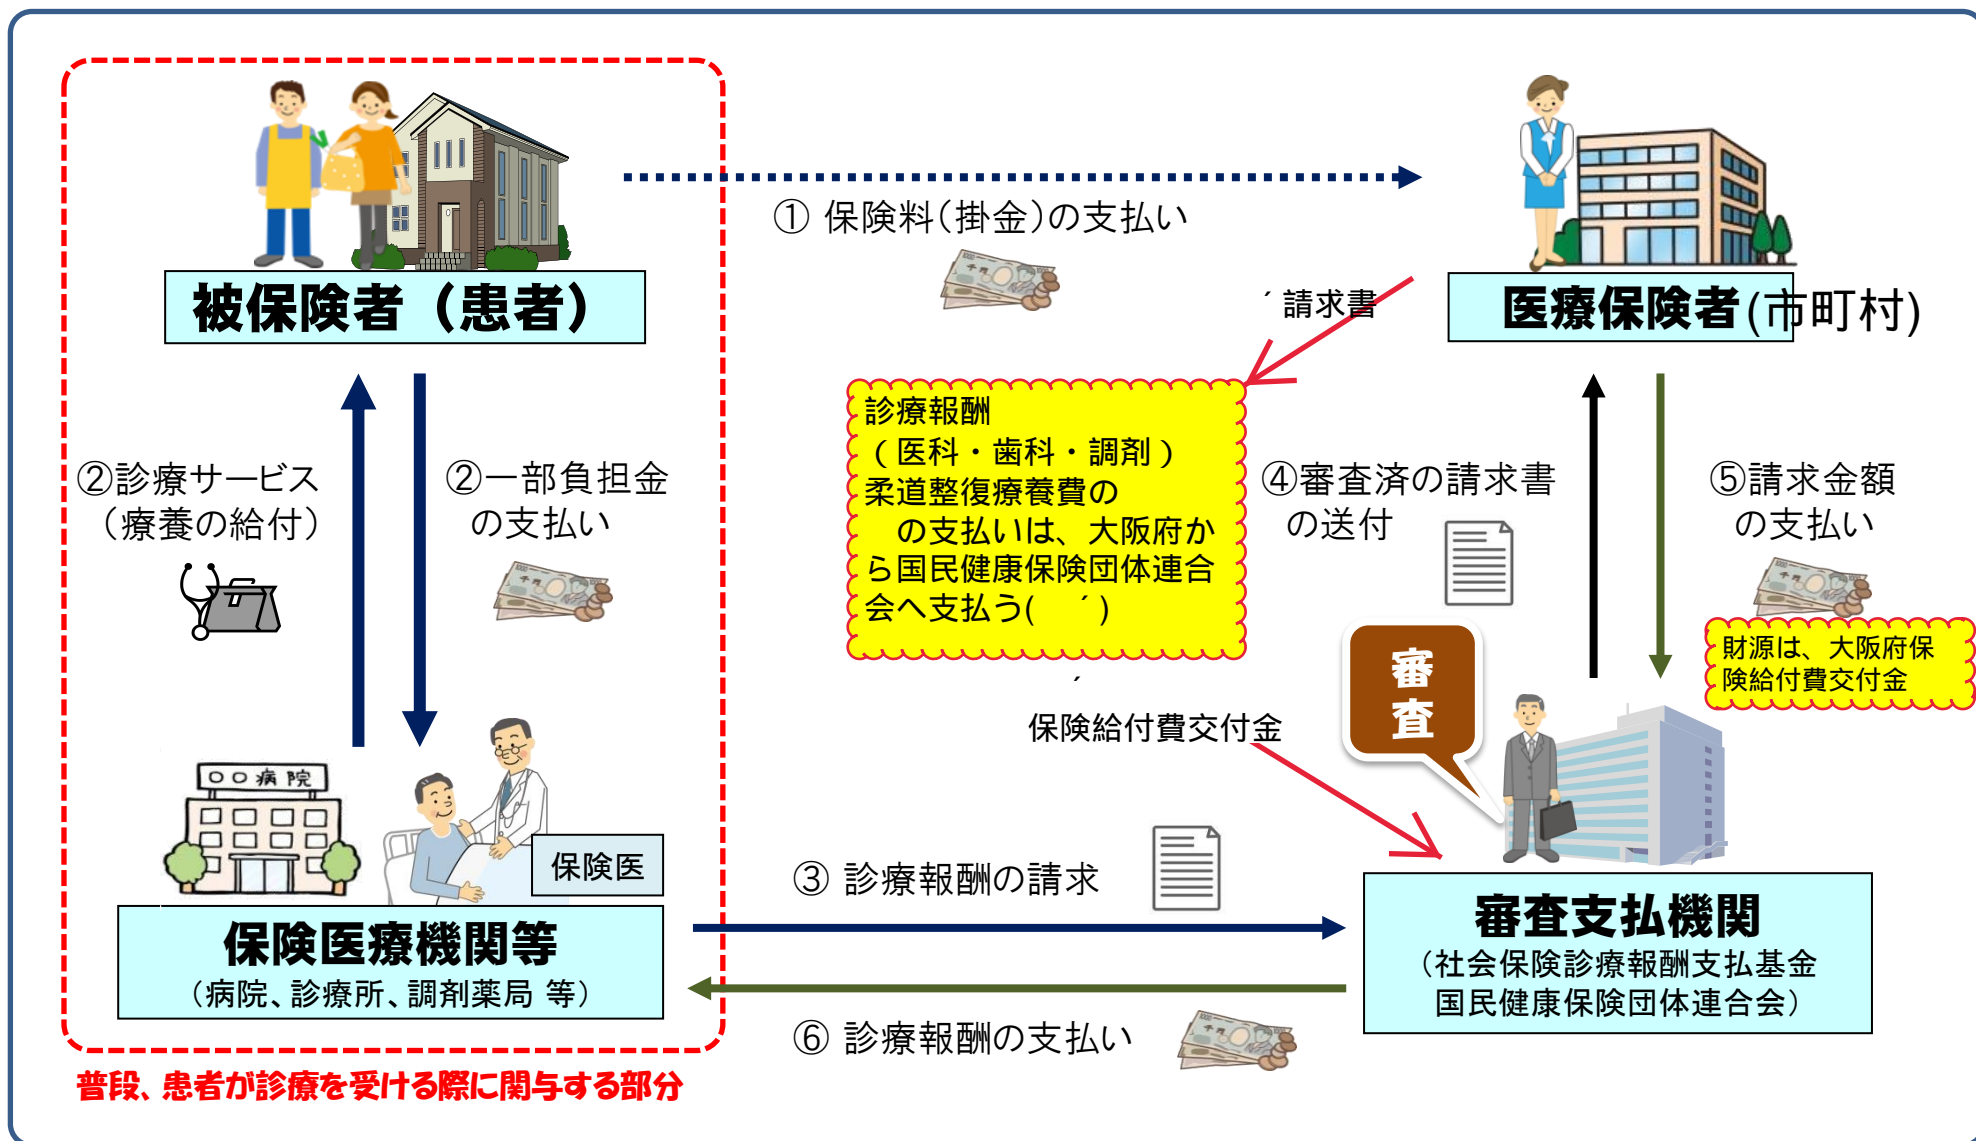 ① 保険料(掛金)の支払い
被保険者（患者）
医療保険者(市町村)
´請求書
診療報酬
（医科・歯科・調剤）
柔道整復療養費の
の支払いは、大阪府か
ら国民健康保険団体連合
会へ支払う( ´)
②診療サービス
（療養の給付）
②一部負担金
の支払い
④審査済の請求書
の送付
⑤請求金額
の支払い
財源は、大阪府保
険給付費交付金
審
査
´
保険給付費交付金
〇〇病院
保険医
保険医療機関等
（病院、診療所、調剤薬局 等）
③ 診療報酬の請求
審査支払機関
（社会保険診療報酬支払基金
国民健康保険団体連合会）
⑥ 診療報酬の支払い
普段、患者が診療を受ける際に関与する部分